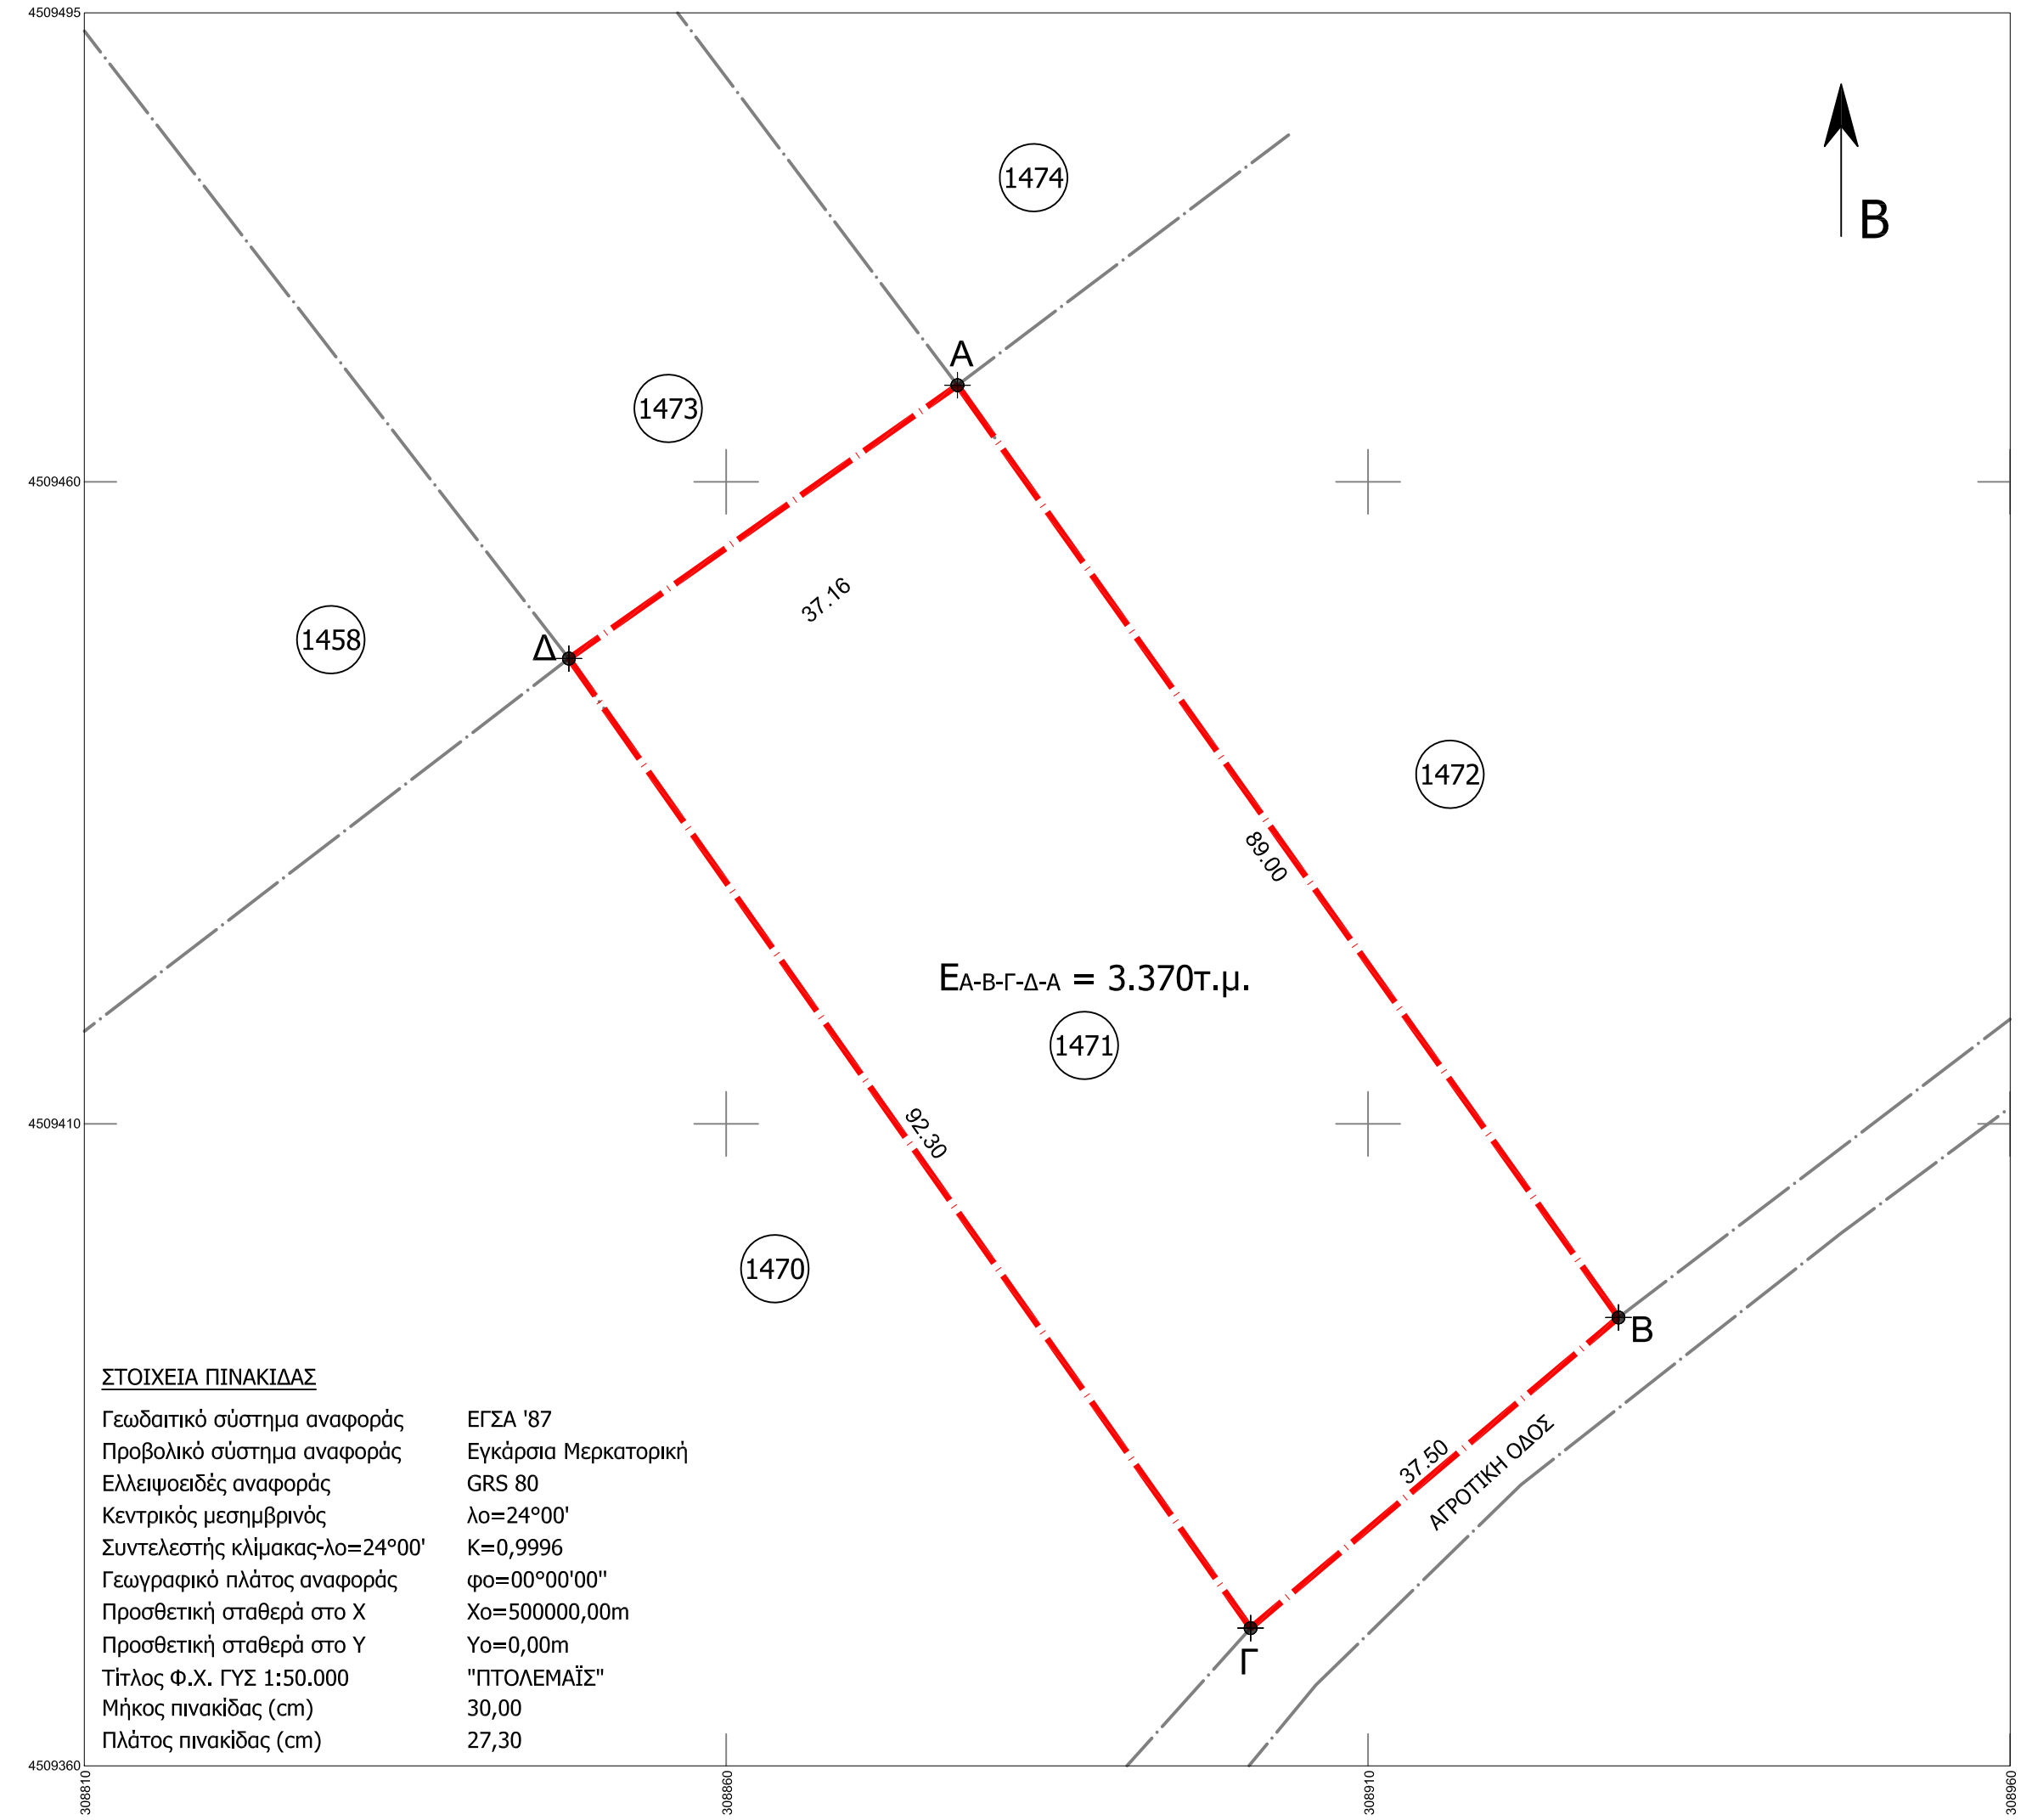 4509495
1474
B
A
1473
4509460
37.16
Δ
1458
1472
89.00
EΑ-Β-Γ-Δ-Α = 3.370τ.μ.
1471
4509410
92.30
1470
B
37.50
ΑΓΡΟΤΙΚΗ ΟΔΟΣ
Γ
ΣΤΟΙΧΕΙΑ ΠΙΝΑΚΙΔΑΣ
Γεωδαιτικό σύστημα αναφοράς ΕΓΣΑ '87
Προβολικό σύστημα αναφοράς Εγκάρσια Μερκατορική
Ελλειψοειδές αναφοράς GRS 80
Κεντρικός μεσημβρινός λο=24°00'
Συντελεστής κλίμακας-λο=24°00' Κ=0,9996
Γεωγραφικό πλάτος αναφοράς φο=00°00'00"
Προσθετική σταθερά στο Χ Χο=500000,00m
Προσθετική σταθερά στο Υ Υο=0,00m
Τίτλος Φ.Χ. ΓΥΣ 1:50.000 "ΠΤΟΛΕΜΑΪΣ"
Μήκος πινακίδας (cm) 30,00
Πλάτος πινακίδας (cm) 27,30
4509360
308810
308860
308910
308960